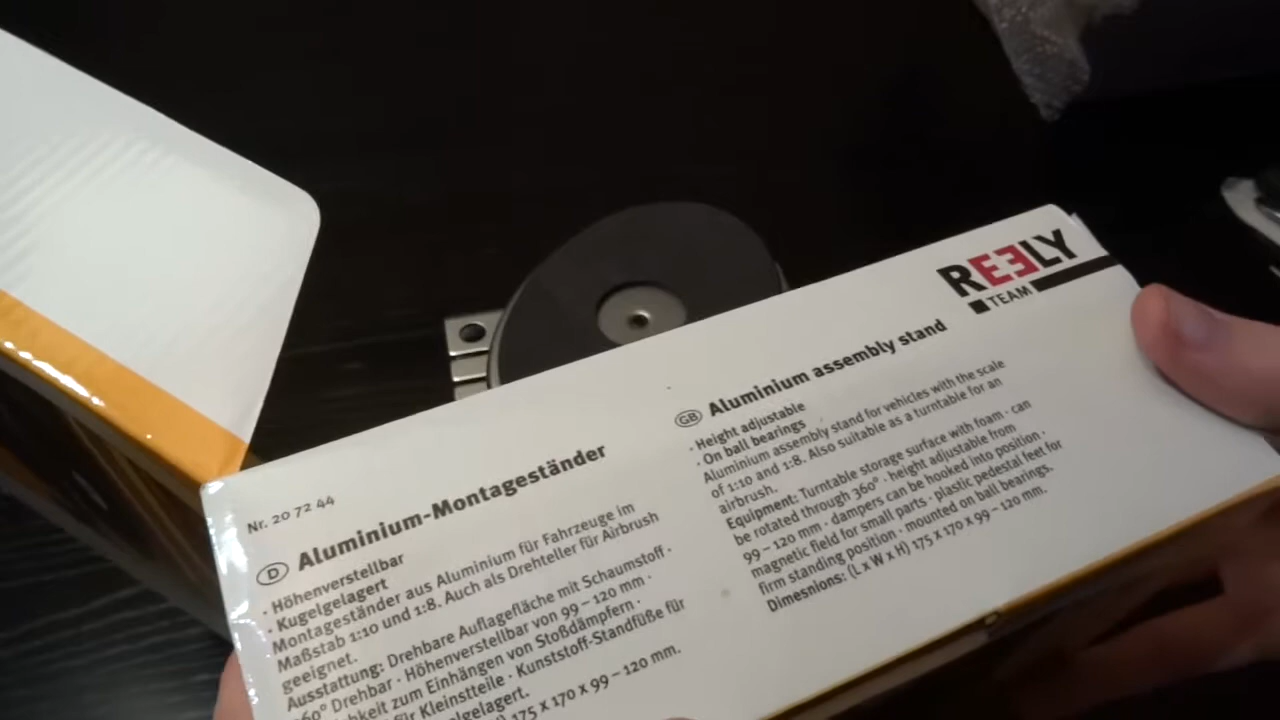 REELY
TEAM
Nr. 20 72 44
D Aluminium-Montageständer
· Höhenverstellbar
· Kugelgelagert
Montageständer aus Aluminium für Fahrzeuge im
Maßstab 1:10 und 1:8. Auch als Drehteller für Airbrush
geeignet.
Ausstattung: Drehbare Auflagefläche mit Schaumstoff ·
360° Drehbar · Höhenverstellbar von 99 – 120 mm ·
zum Einhängen von Stoßdämpfern ·
für Kleinstteile · Kunststoff-Standfüße für
175 x 170 x 99 – 120 mm.
GB Aluminium assembly stand
· Height adjustable
· On ball bearings
Aluminium assembly stand for vehicles with the scale
of 1:10 and 1:8. Also suitable as a turntable for an
airbrush.
Equipment: Turntable storage surface with foam · can
be rotated through 360° · height adjustable from
99 – 120 mm · dampers can be hooked into position ·
magnetic field for small parts · plastic pedestal feet for
firm standing position · mounted on ball bearings.
Dimesnions: (L x W x H) 175 x 170 x 99 – 120 mm.